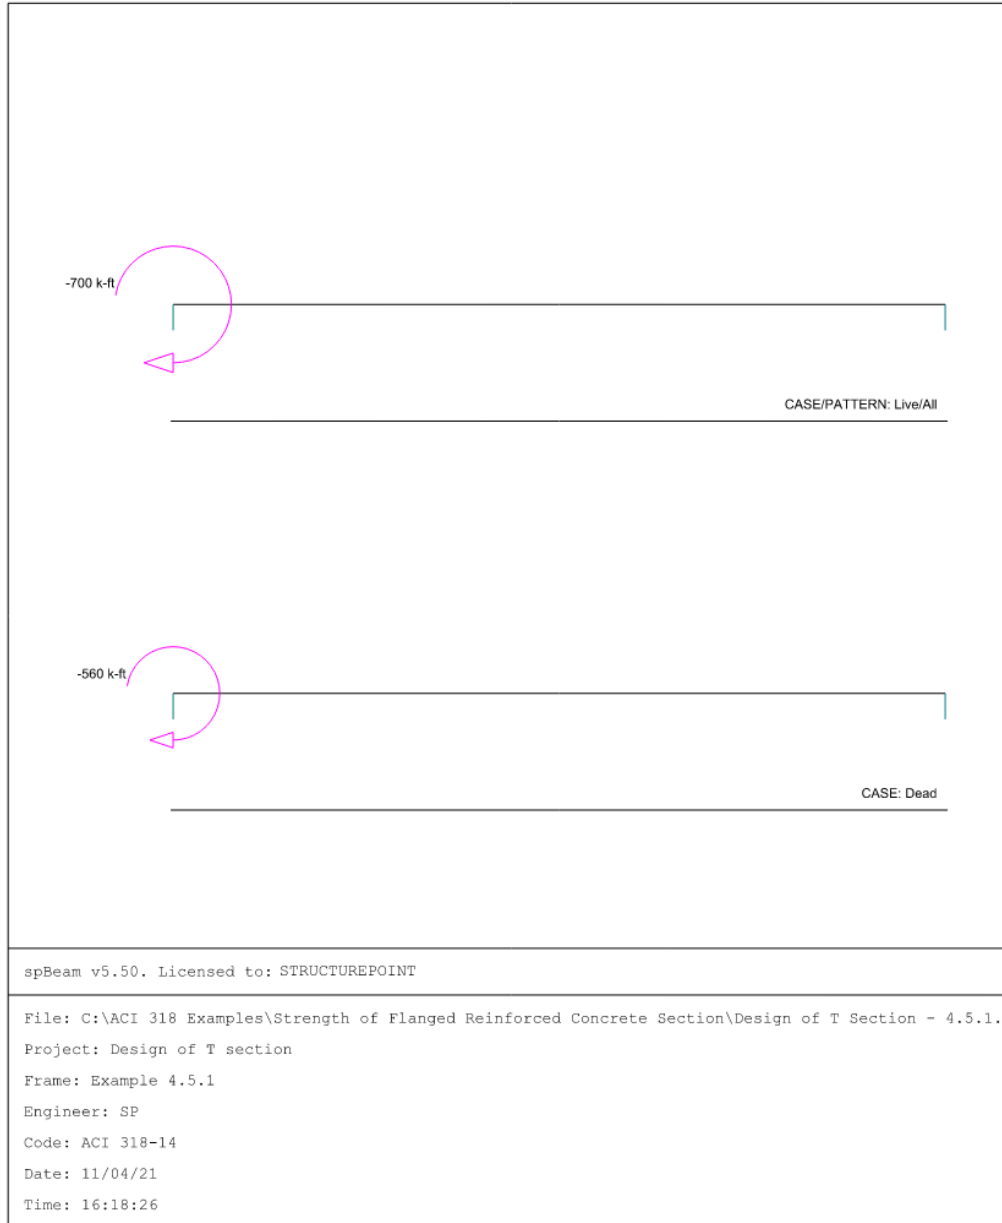 -700 k-ft
CASE/PATTERN: Live/All
-560 k-ft
CASE: Dead
spBeam v5.50. Licensed to: STRUCTUREPOINT
File: C:\ACI 318 Examples\Strength of Flanged Reinforced Concrete Section\Design of T Section - 4.5.1.
Project: Design of T section
Frame: Example 4.5.1
Engineer: SP
Code: ACI 318-14
Date: 11/04/21
Time: 16:18:26